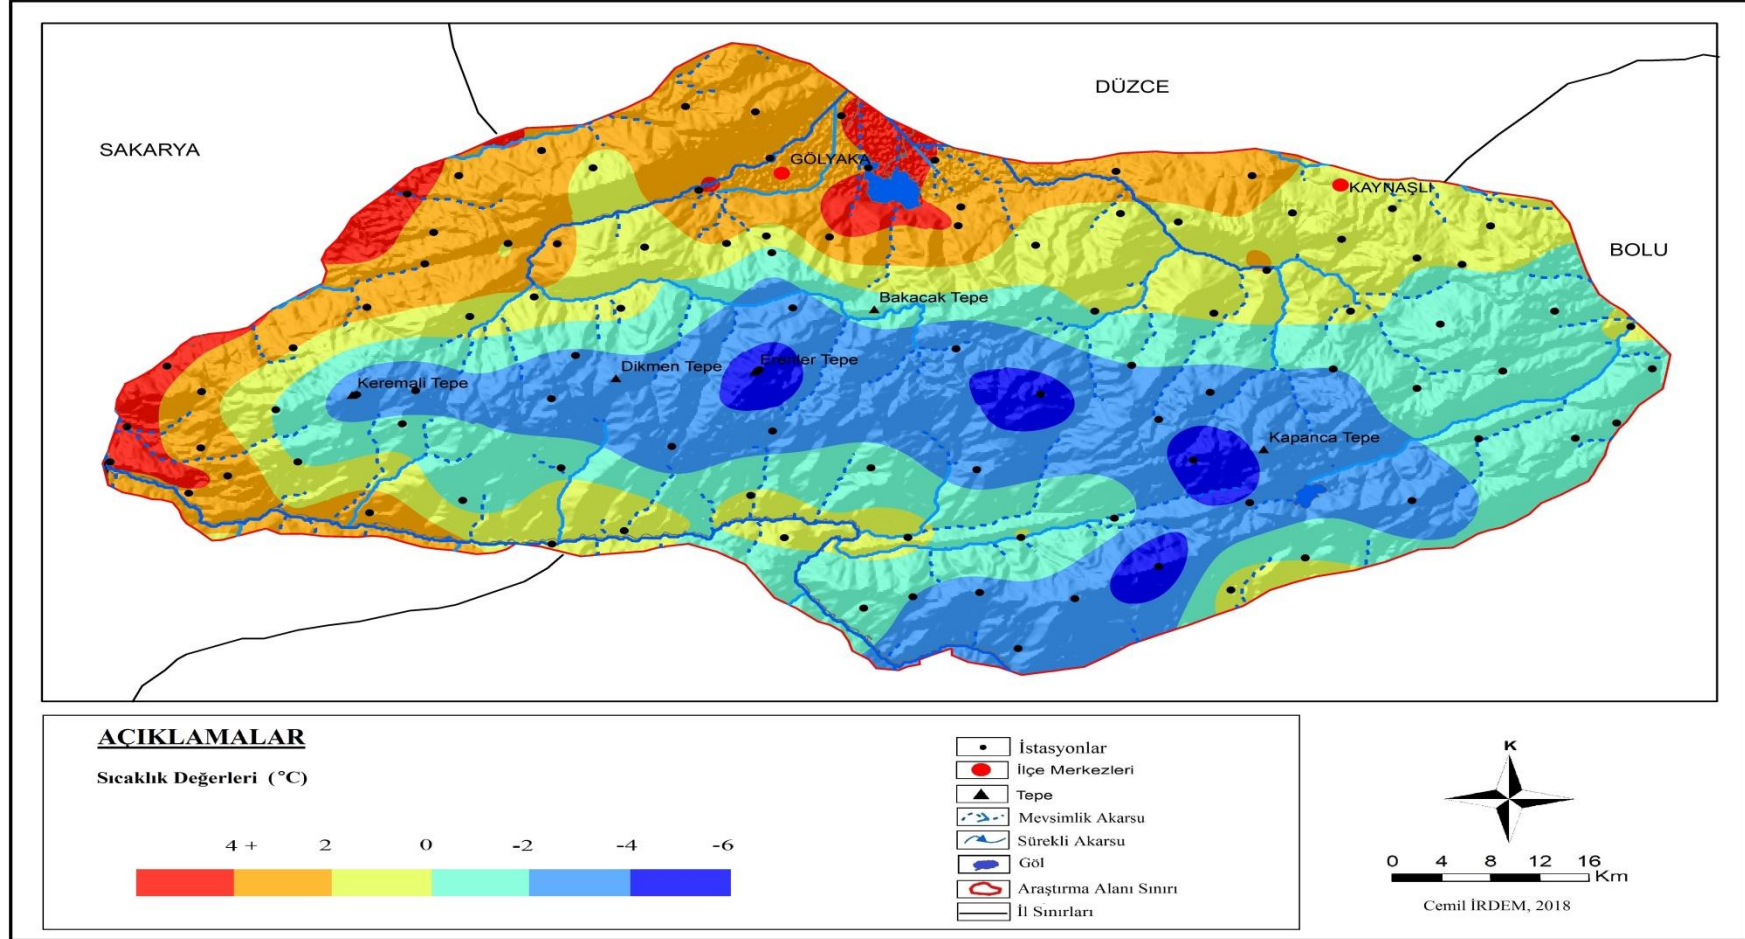 DÜZCE
SAKARYA
GÖLYAKA
KAYNAŞLI
BOLU
Bakacak Tepe
Erenler Tepe
Dikmen Tepe
Keremali Tepe
Kapanca Tepe
AÇIKLAMALAR
Sıcaklık Değerleri (°C)
4 + 2 0 -2 -4 -6
İstasyonlar
İlçe Merkezleri
Tepe
Mevsimlik Akarsu
Sürekli Akarsu
Göl
Araştırma Alanı Sınırı
İl Sınırları
K
0 4 8 12 16
Km
Cemil İRDEM, 2018